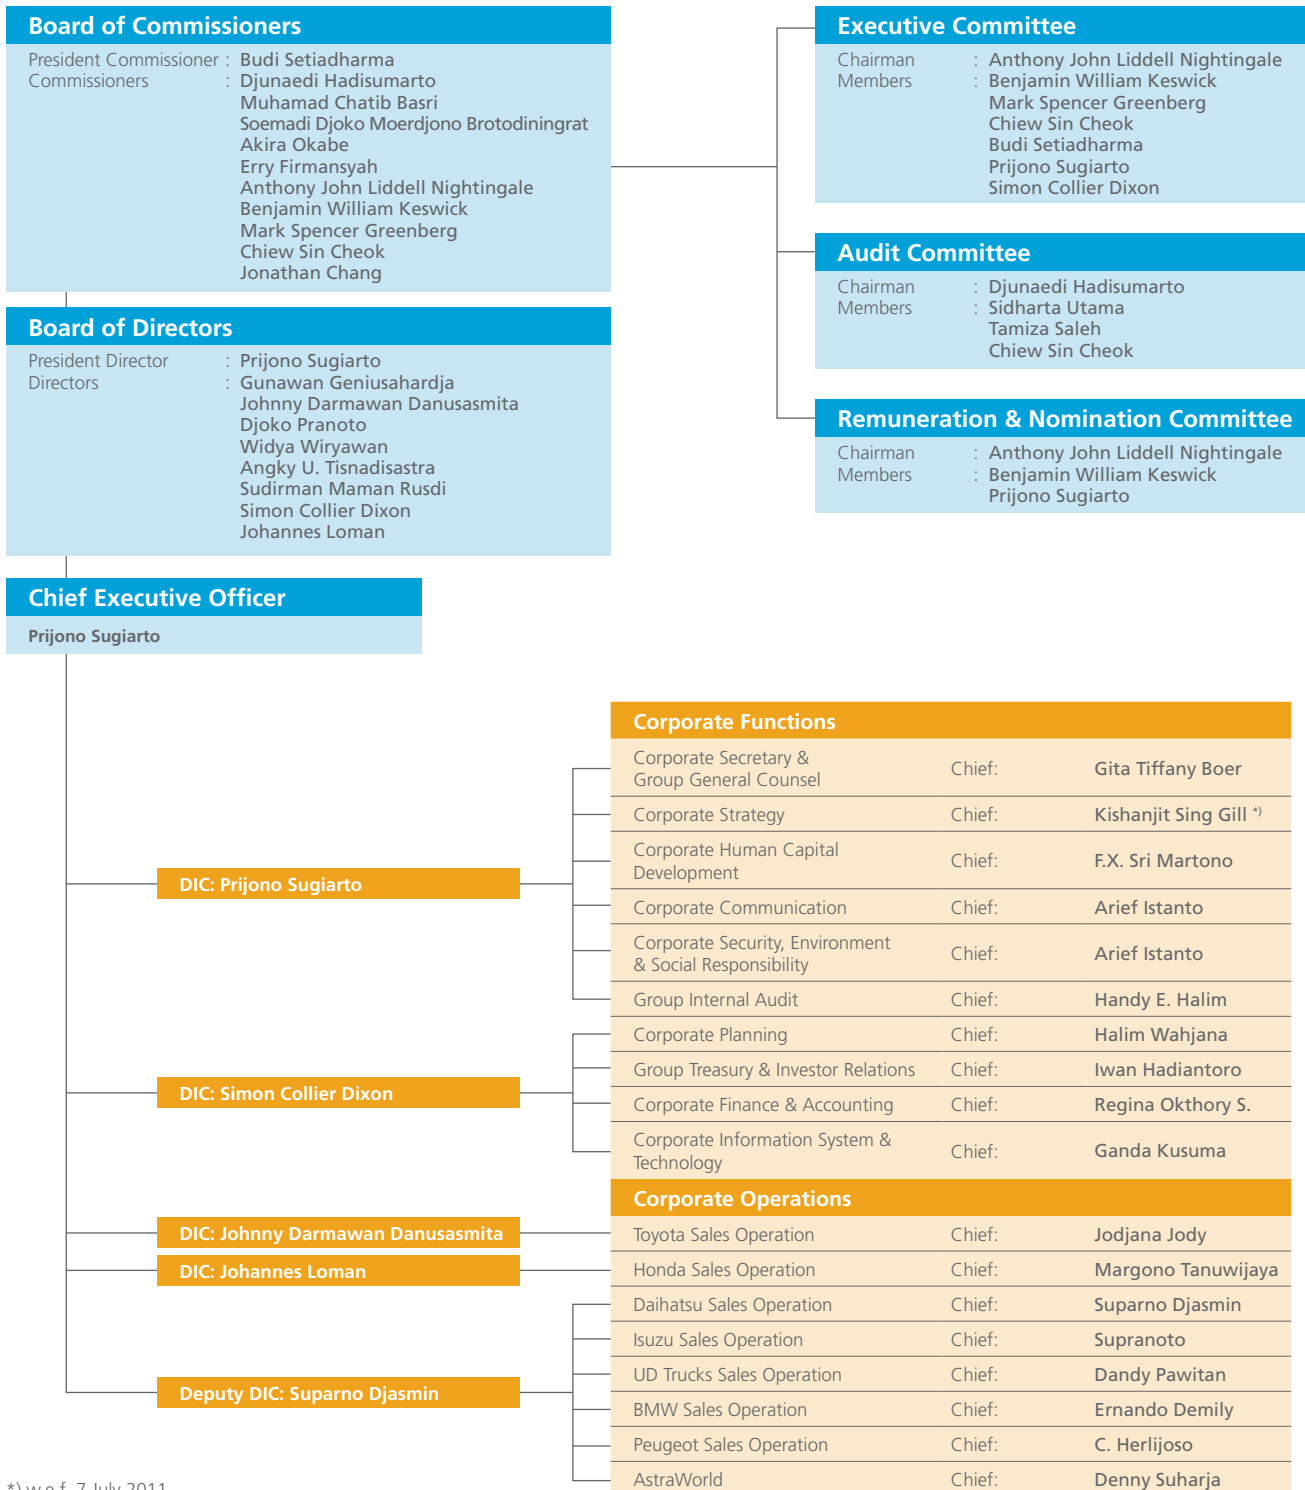 Board of Commissioners
President Commissioner : Budi Setiadharma
Commissioners : Djunaedi Hadisumarto
Muhamad Chatib Basri
Soemadi Djoko Moerdjono Brotodiningrat
Akira Okabe
Erry Firmansyah
Anthony John Liddell Nightingale
Benjamin William Keswick
Mark Spencer Greenberg
Chiew Sin Cheok
Jonathan Chang
Board of Directors
President Director : Prijono Sugiarto
Directors : Gunawan Geniusahardja
Johnny Darmawan Danusasmita
Djoko Pranoto
Widya Wiryawan
Angky U. Tisnadisastra
Sudirman Maman Rusdi
Simon Collier Dixon
Johannes Loman
Executive Committee
Chairman : Anthony John Liddell Nightingale
Members : Benjamin William Keswick
Mark Spencer Greenberg
Chiew Sin Cheok
Budi Setiadharma
Prijono Sugiarto
Simon Collier Dixon
Audit Committee
Chairman : Djunaedi Hadisumarto
Members : Sidharta Utama
Tamiza Saleh
Chiew Sin Cheok
Remuneration & Nomination Committee
Chairman : Anthony John Liddell Nightingale
Members : Benjamin William Keswick
Prijono Sugiarto
Chief Executive Officer
Prijono Sugiarto
DIC: Prijono Sugiarto
DIC: Simon Collier Dixon
DIC: Johnny Darmawan Danusasmita
DIC: Johannes Loman
Deputy DIC: Suparno Djasmin
Corporate Functions
Corporate Secretary &
Group General Counsel Chief: Gita Tiffany Boer
Corporate Strategy Chief: Kishanjit Sing Gill *)
Corporate Human Capital
Development Chief: F.X. Sri Martono
Corporate Communication Chief: Arief Istanto
Corporate Security, Environment
& Social Responsibility Chief: Arief Istanto
Group Internal Audit Chief: Handy E. Halim
Corporate Planning Chief: Halim Wahjana
Group Treasury & Investor Relations Chief: Iwan Hadiantoro
Corporate Finance & Accounting Chief: Regina Okthory S.
Corporate Information System &
Technology Chief: Ganda Kusuma
Corporate Operations
Toyota Sales Operation Chief: Jodjana Jody
Honda Sales Operation Chief: Margono Tanuwijaya
Daihatsu Sales Operation Chief: Suparno Djasmin
Isuzu Sales Operation Chief: Supranoto
UD Trucks Sales Operation Chief: Dandy Pawitan
BMW Sales Operation Chief: Ernando Demily
Peugeot Sales Operation Chief: C. Herlijoso
AstraWorld Chief: Denny Suharja
*) w.e.f. 7 July 2011